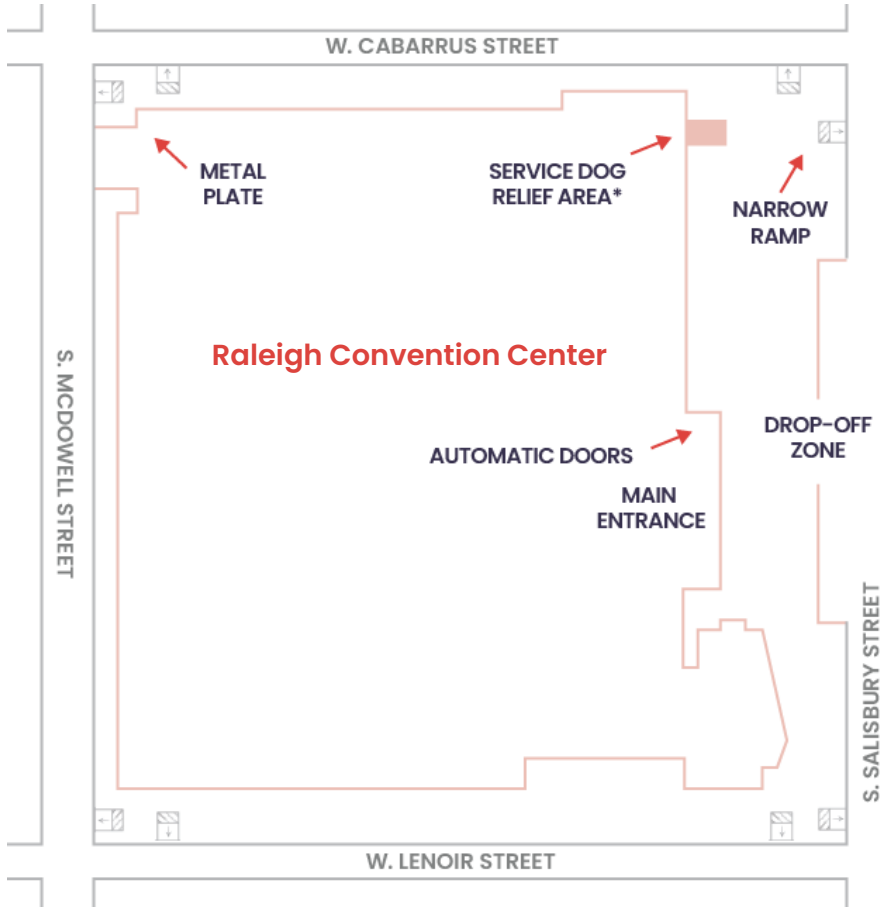 W. CABARRUS STREET
METAL
PLATE
SERVICE DOG
RELIEF AREA*
NARROW
RAMP
Raleigh Convention Center
S. MCDOWELL STREET
DROP-OFF
ZONE
AUTOMATIC DOORS
MAIN
ENTRANCE
S. SALISBURY STREET
W. LENOIR STREET